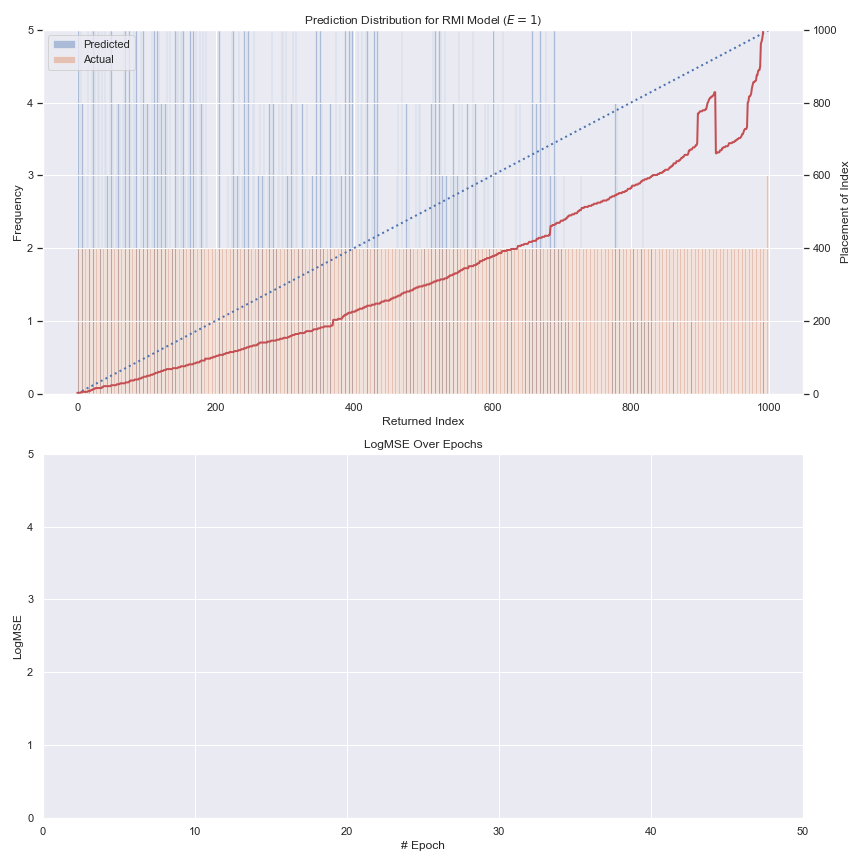 Prediction Distribution for RMI Model (E = 1)
Predicted
Actual
Frequency
5
4
3
2
1
0
1000
800
600
400
200
0
Placement of Index
0 200 400 600 800 1000
Returned Index
LogMSE Over Epochs
LogMSE
5
4
3
2
1
0
0 10 20 30 40 50
# Epoch